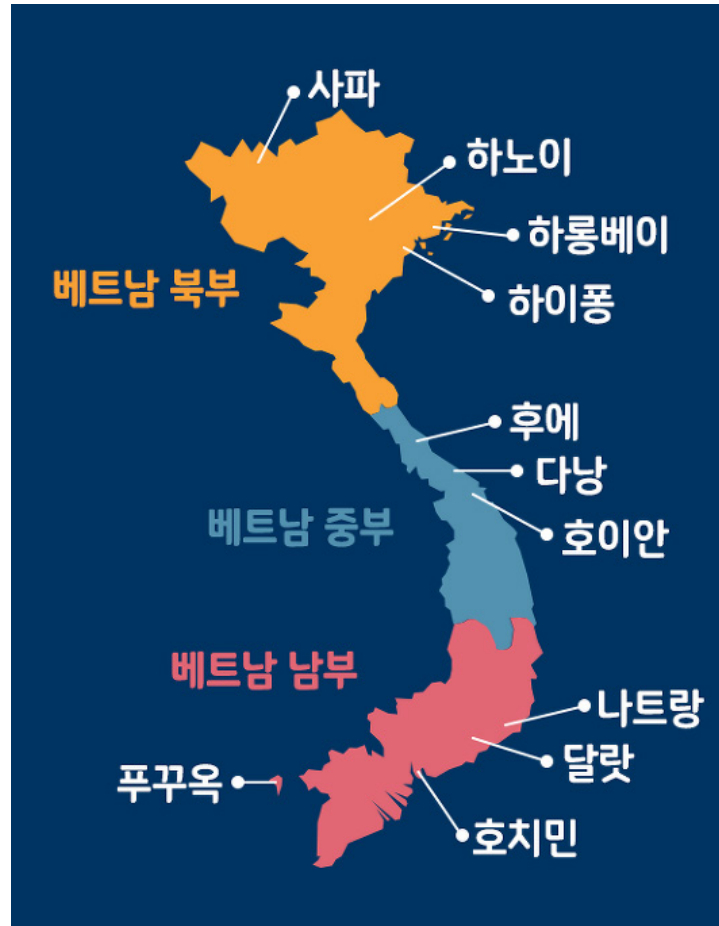 사파
하노이
하롱베이
베트남 북부
하이퐁
후에
다낭
베트남 중부
호이안
베트남 남부
나트랑
달랏
푸꾸옥
호치민